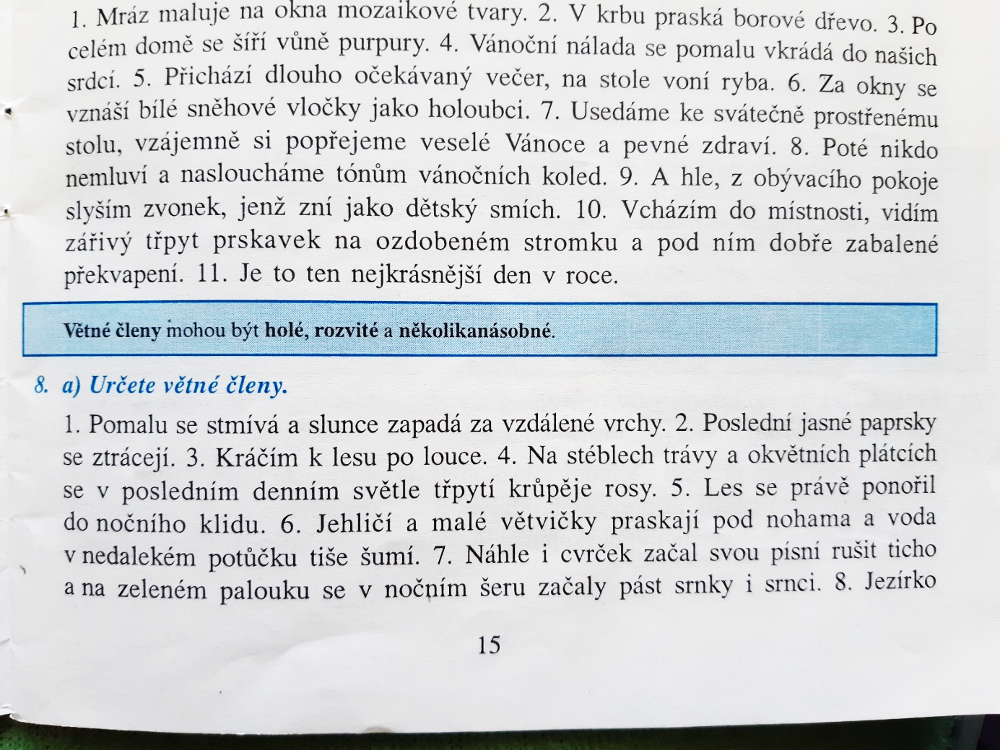 1. Mráz maluje na okna mozaikové tvary. 2. V krbu praská borové dřevo. 3. Po
celém domě se šíří vůně purpury. 4. Vánoční nálada se pomalu vkrádá do našich
srdcí. 5. Přichází dlouho očekávaný večer, na stole voní ryba. 6. Za okny se
vznáší bílé sněhové vločky jako holoubci. 7. Usedáme ke svátečně prostřenému
stolu, vzájemně si popřejeme veselé Vánoce a pevné zdraví. 8. Poté nikdo
nemluví a nasloucháme tónům vánočních koled. 9. A hle, z obývacího pokoje
slyším zvonek, jenž zní jako dětský smích. 10. Vcházím do místnosti, vidím
zářivý třpyt prskavek na ozdobeném stromku a pod ním dobře zabalené
překvapení. 11. Je to ten nejkrásnější den v roce.
Větné členy mohou být holé, rozvité a několikanásobné.
8. a) Určete větné členy.
1. Pomalu se stmívá a slunce zapadá za vzdálené vrchy. 2. Poslední jasné paprsky
se ztrácejí. 3. Kráčím k lesu po louce. 4. Na stéblech trávy a okvětních plátcích
se v posledním denním světle třpytí krůpěje rosy. 5. Les se právě ponořil
do nočního klidu. 6. Jehličí a malé větvičky praskají pod nohama a voda
v nedalekém potůčku tiše šumí. 7. Náhle i cvrček začal svou písní rušit ticho
a na zeleném palouku se v nočním šeru začaly pást srnky i srnci. 8. Jezírko
15